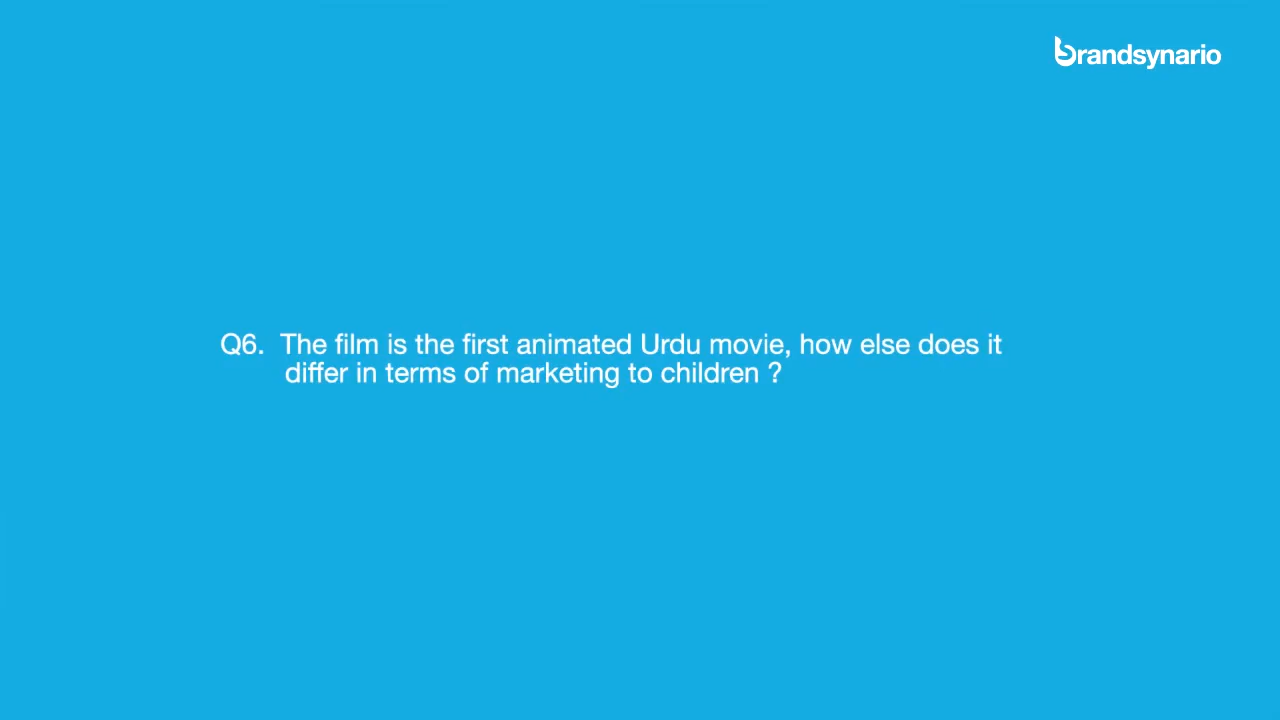 brandsynario
Q6. The film is the first animated Urdu movie, how else does it
differ in terms of marketing to children ?